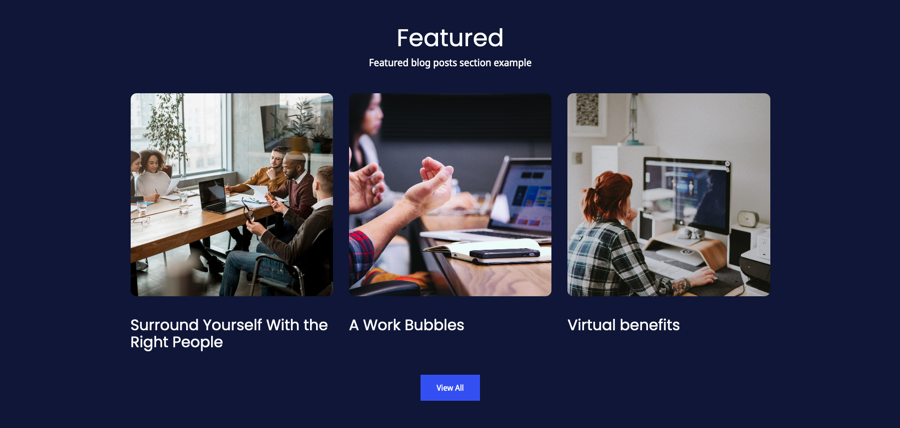 Featured
Featured blog posts section example
Surround Yourself With the
Right People
A Work Bubbles
Virtual benefits
View All